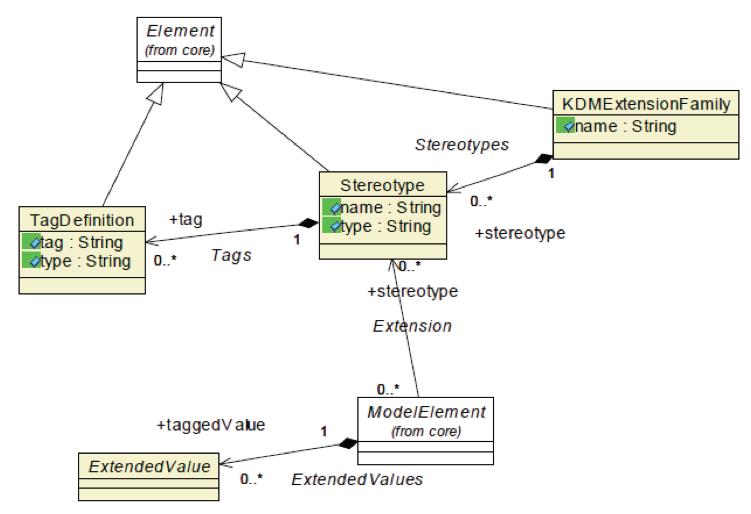 Element
(from core)
KDMExtensionFamily
name : String
Stereotypes
1
0..*
+stereotype
Stereotype
name : String
type : String
TagDefinition
tag : String
type : String
+tag
1
0..*
Tags
0..*
+stereotype
Extension
0..*
ModelElement
(from core)
+taggedValue
1
ExtendedValue
0..*
ExtendedValues